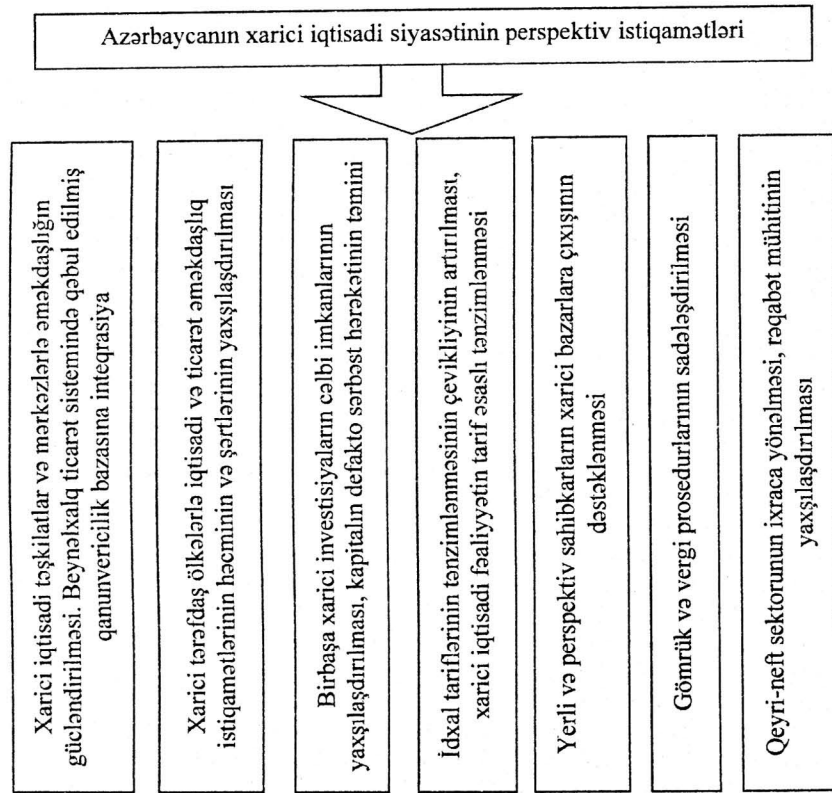 Azərbaycanın xarici iqtisadi siyasətinin perspektiv istiqamətləri
Xarici iqtisadi təşkilatlar və mərkəzlərlə əməkdaşlığın
gücləndirilməsi. Beynəlxalq ticarət sistemində qəbul edilmiş
qanunvericilik bazasına inteqrasiya
Xarici tərəfdaş ölkələrlə iqtisadi və ticarət əməkdaşlıq
istiqamətlərinin həcminin və şərtlərinin yaxşılaşdırılması
Birbaşa xarici investisiyaların cəlbi imkanlarının
yaxşılaşdırılması, kapitalın defakto sərbəst hərəkətinin təmini
İdxal tariflərinin tənzimlənməsinin çevikliyinin artırılması,
xarici iqtisadi fəaliyyətin tarif əsaslı tənzimlənməsi
Yerli və perspektiv sahibkarların xarici bazarlara çıxışının
dəstəklənməsi
Gömrük və vergi prosedurlarının sadələşdirilməsi
Qeyri-neft sektorunun ixraca yönəlməsi, rəqabət mühitinin
yaxşılaşdırılması